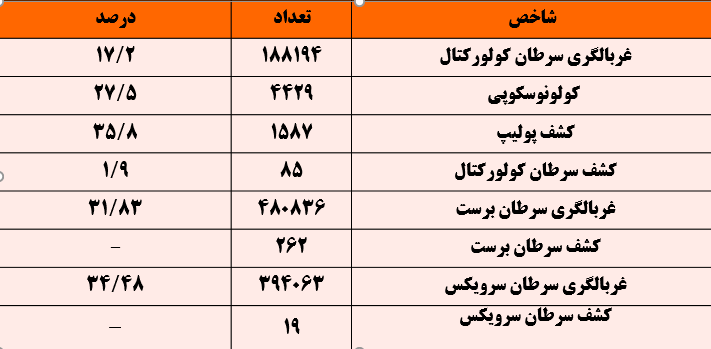 شاخص تعداد درصد
غربالگری سرطان کولورکتال ۱۸۸۱۹۴ ۱۷/۲
کولونوسکوپی ۴۴۲۹ ۲۷/۵
کشف پولیپ ۱۵۸۷ ۳۵/۸
کشف سرطان کولورکتال ۸۵ ۱/۹
غربالگری سرطان برست ۴۸۰۸۳۶ ۳۱/۸۳
کشف سرطان برست ۲۶۲ –
غربالگری سرطان سرویکس ۳۹۴۰۶۳ ۳۴/۴۸
کشف سرطان سرویکس ۱۹ –